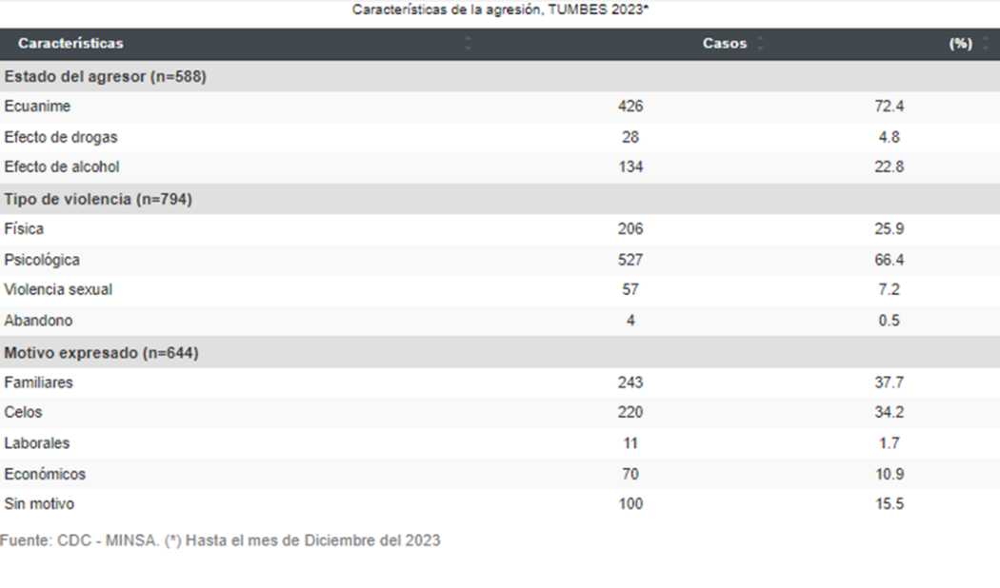 Características de la agresión, TUMBES 2023*
Características Casos (%)
Estado del agresor (n=588)
Ecuanime 426 72.4
Efecto de drogas 28 4.8
Efecto de alcohol 134 22.8
Tipo de violencia (n=794)
Física 206 25.9
Psicológica 527 66.4
Violencia sexual 57 7.2
Abandono 4 0.5
Motivo expresado (n=644)
Familiares 243 37.7
Celos 220 34.2
Laborales 11 1.7
Económicos 70 10.9
Sin motivo 100 15.5
Fuente: CDC - MINSA. (*) Hasta el mes de Diciembre del 2023